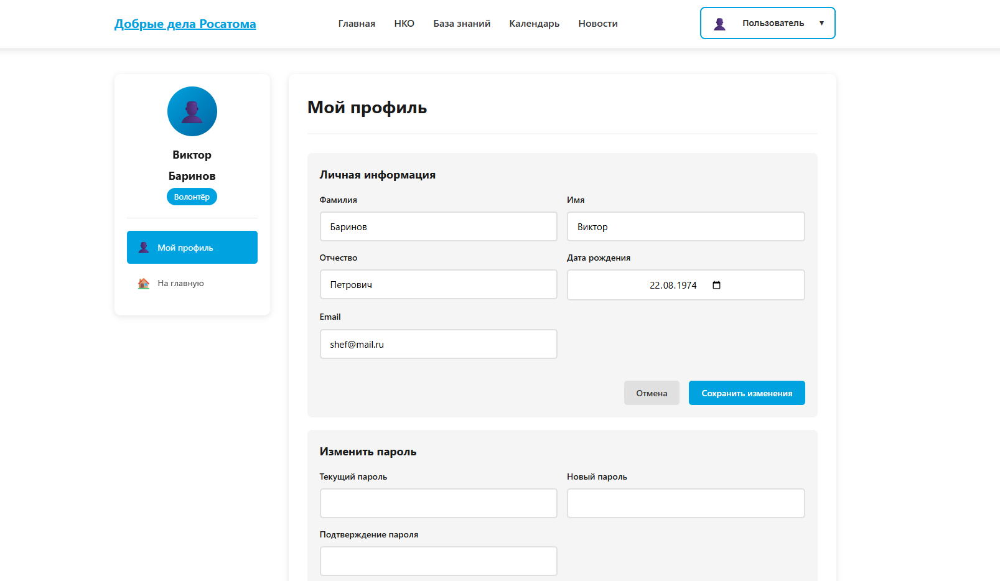 Добрые дела Росатома
Главная
НКО
База знаний
Календарь
Новости
Пользователь ▼
Виктор
Баринов
Волонтёр
Мой профиль
На главную
Мой профиль
Личная информация
Фамилия
Имя
Баринов
Виктор
Отчество
Дата рождения
Петрович
22.08.1974
Email
shef@mail.ru
Отмена
Сохранить изменения
Изменить пароль
Текущий пароль
Новый пароль
Подтверждение пароля